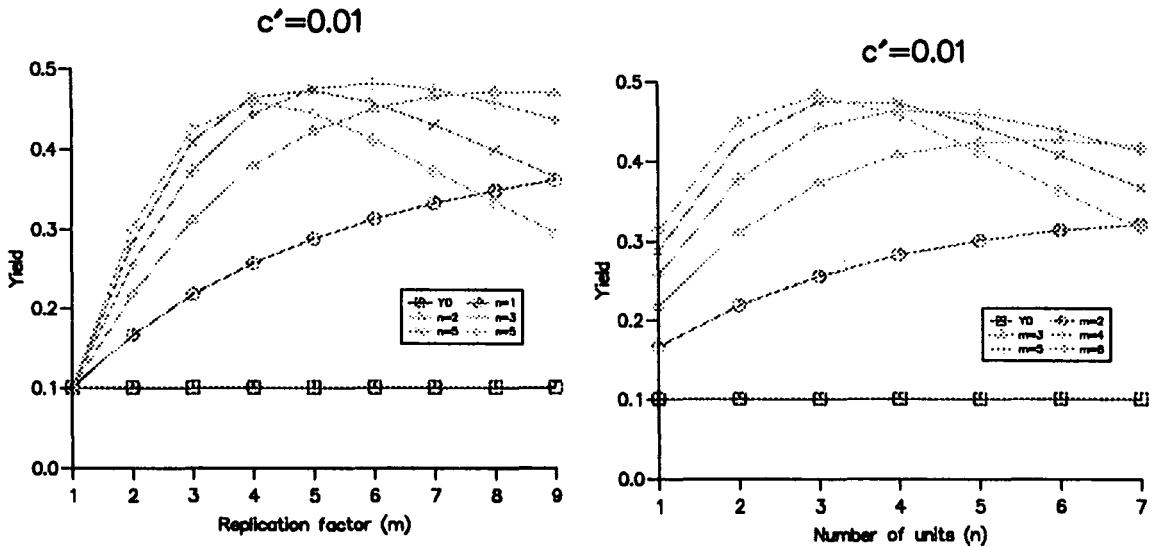 c′=0.01
0.5
0.4
0.3
0.2
0.1
0.0
Yield
Y0 n=1
n=2 n=3
n=5 n=5
1 2 3 4 5 6 7 8 9
Replication factor (m)
c′=0.01
0.5
0.4
0.3
0.2
0.1
0.0
Yield
Y0 m=2
m=3 m=4
m=5 m=6
1 2 3 4 5 6 7
Number of units (n)